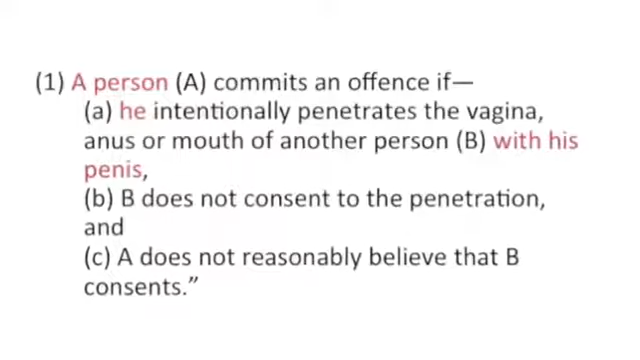 (1) A person (A) commits an offence if—
(a) he intentionally penetrates the vagina,
anus or mouth of another person (B) with his
penis,
(b) B does not consent to the penetration,
and
(c) A does not reasonably believe that B
consents.”